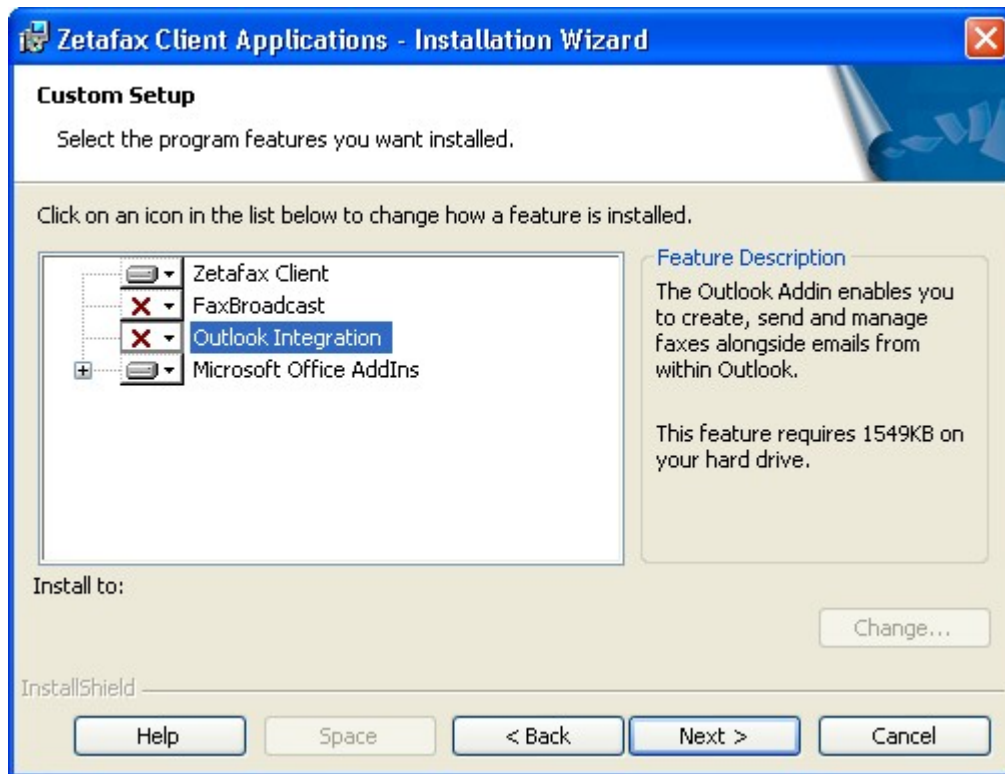 Zetafax Client Applications - Installation Wizard
Custom Setup
Select the program features you want installed.
Click on an icon in the list below to change how a feature is installed.
Zetafax Client
FaxBroadcast
Outlook Integration
Microsoft Office AddIns
Feature Description
The Outlook Addin enables you
to create, send and manage
faxes alongside emails from
within Outlook.
This feature requires 1549KB on
your hard drive.
Install to:
Change...
InstallShield
Help
Space
< Back
Next >
Cancel